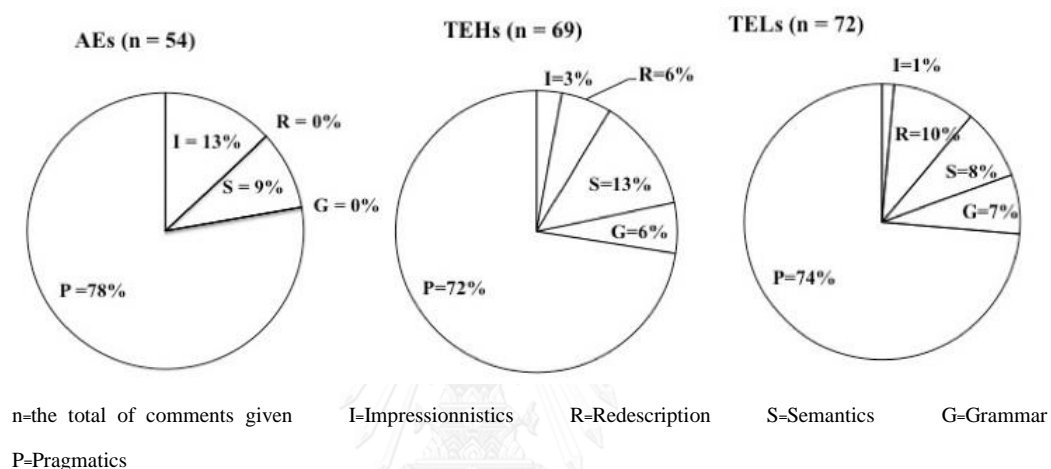 AEs (n = 54)
I = 13%
R = 0%
S = 9%
G = 0%
P =78%
TEHs (n = 69)
I=3%
R=6%
S=13%
G=6%
P=72%
TELs (n = 72)
I=1%
R=10%
S=8%
G=7%
P=74%
n=the total of comments given I=Impressionnistics R=Redescription S=Semantics G=Grammar
P=Pragmatics